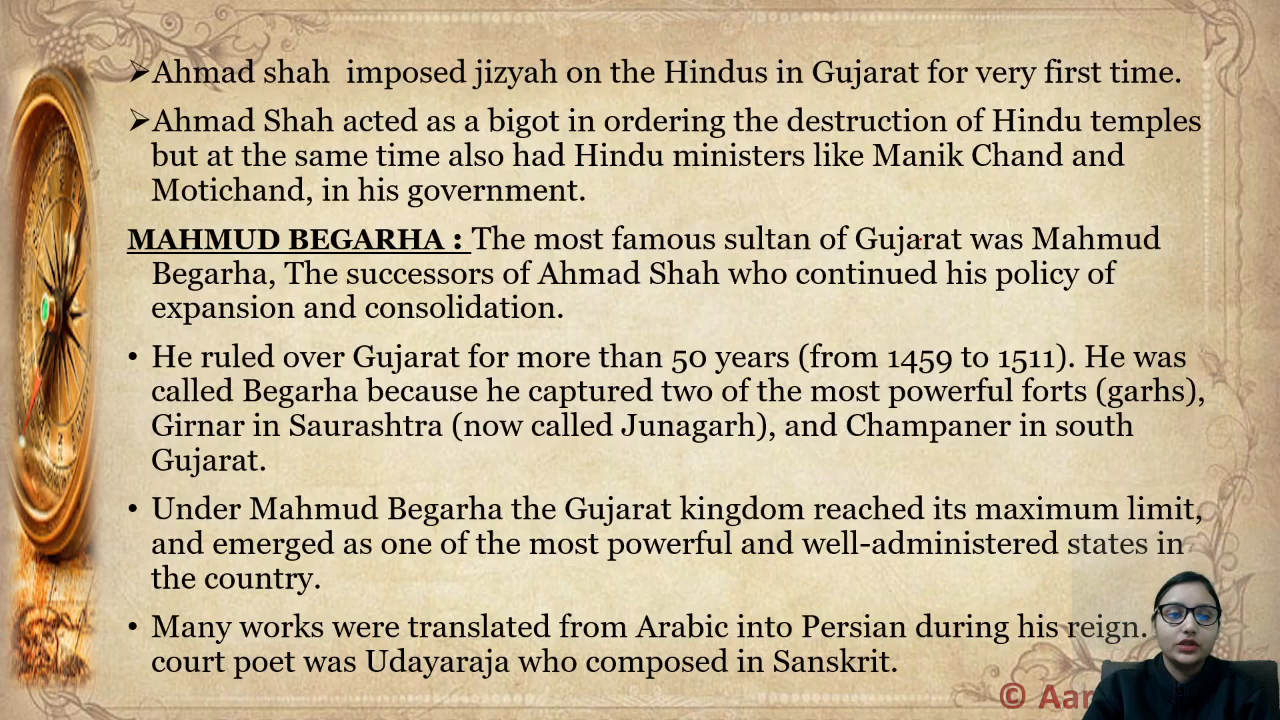 ➢Ahmad shah  imposed jizyah on the Hindus in Gujarat for very first time.
➢Ahmad Shah acted as a bigot in ordering the destruction of Hindu temples
but at the same time also had Hindu ministers like Manik Chand and
Motichand, in his government.
MAHMUD BEGARHA : The most famous sultan of Gujarat was Mahmud
Begarha, The successors of Ahmad Shah who continued his policy of
expansion and consolidation.
• He ruled over Gujarat for more than 50 years (from 1459 to 1511). He was
called Begarha because he captured two of the most powerful forts (garhs),
Girnar in Saurashtra (now called Junagarh), and Champaner in south
Gujarat.
• Under Mahmud Begarha the Gujarat kingdom reached its maximum limit,
and emerged as one of the most powerful and well-administered states in
the country.
• Many works were translated from Arabic into Persian during his reign.
court poet was Udayaraja who composed in Sanskrit.
©